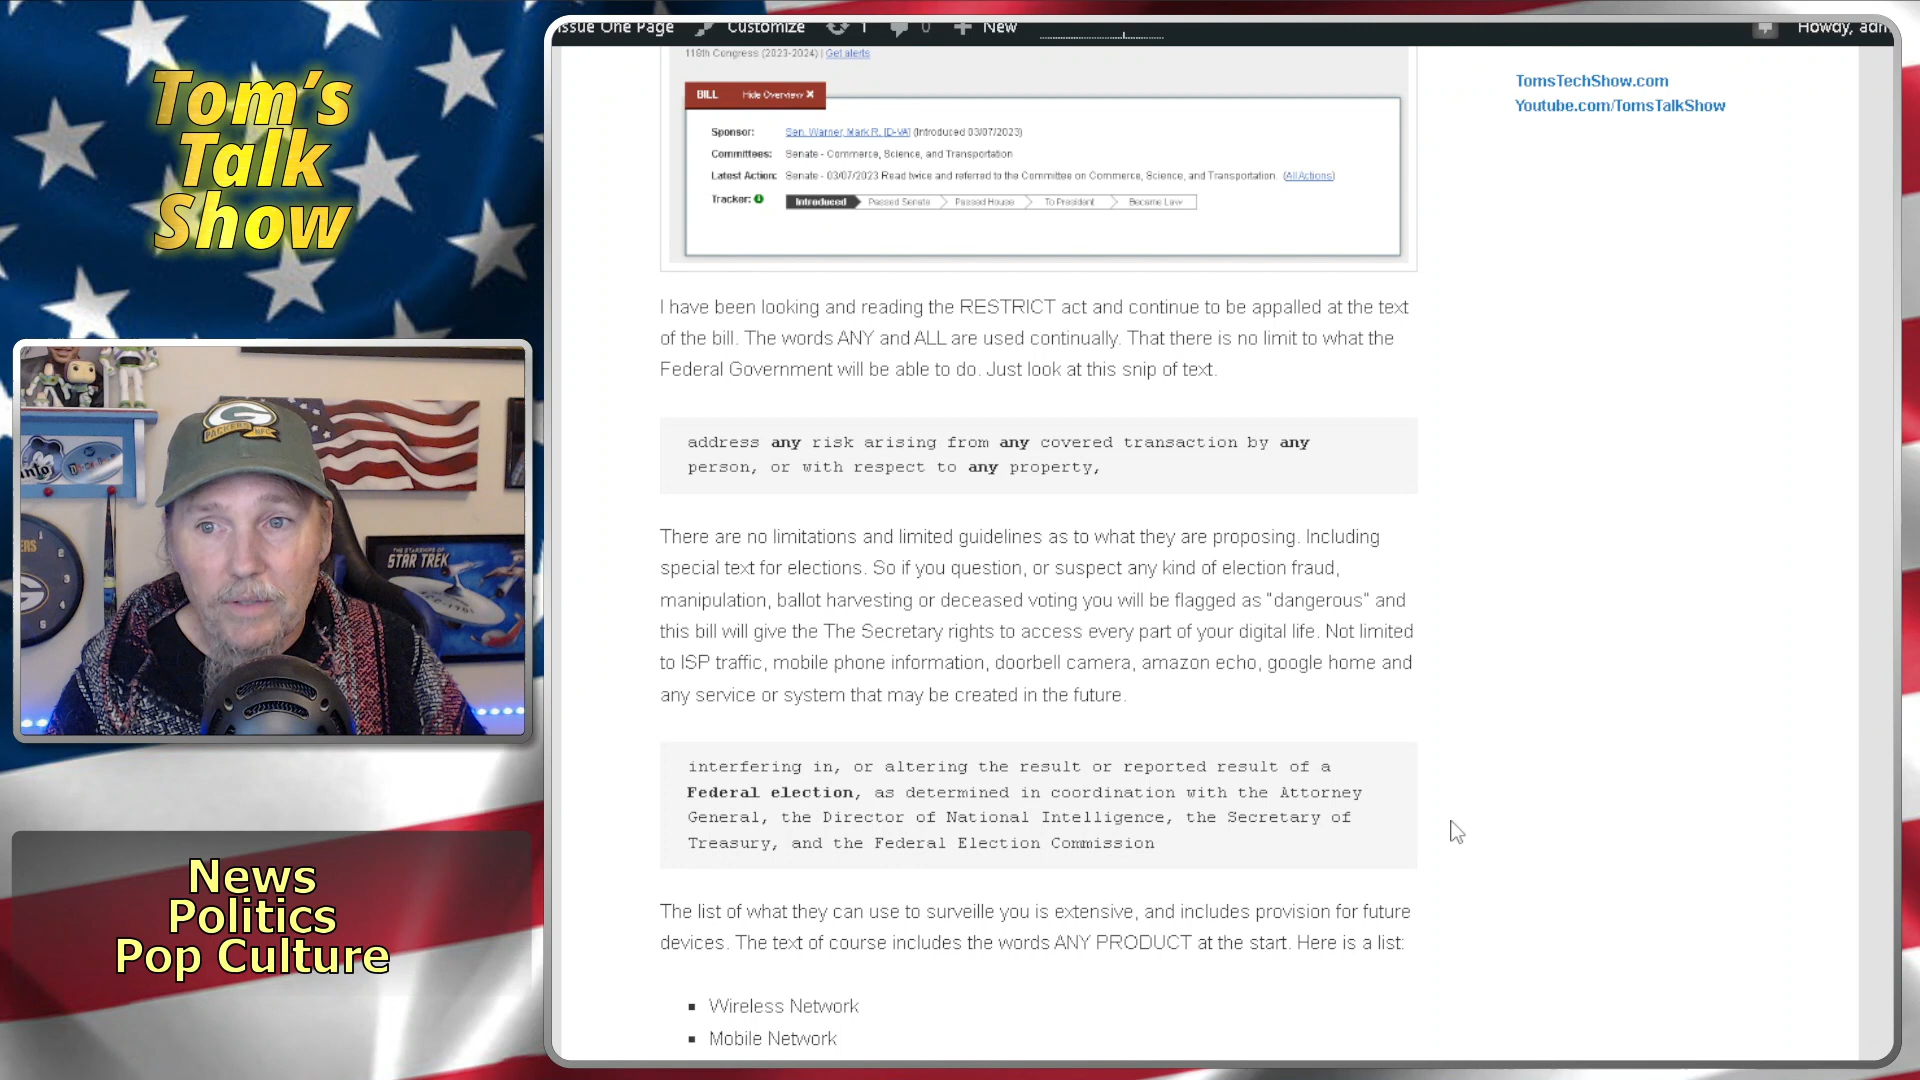 Tom's
Talk
Show
News
Politics
Pop Culture
PACKERS NFC
THE STARSHIPS OF
STAR TREK
Issue One Page Customize 1 0 New
Howdy, adm
118th Congress (2023-2024) | Get alerts
BILL Hide Overview ✕
Sponsor: Sen. Warner, Mark R. [D-VA] (Introduced 03/07/2023)
Committees: Senate - Commerce, Science, and Transportation
Latest Action: Senate - 03/07/2023 Read twice and referred to the Committee on Commerce, Science, and Transportation. (All Actions)
Tracker: Introduced Passed Senate Passed House To President Became Law
TomsTechShow.com
Youtube.com/TomsTalkShow
I have been looking and reading the RESTRICT act and continue to be appalled at the text
of the bill. The words ANY and ALL are used continually. That there is no limit to what the
Federal Government will be able to do. Just look at this snip of text.
address any risk arising from any covered transaction by any
person, or with respect to any property,
There are no limitations and limited guidelines as to what they are proposing. Including
special text for elections. So if you question, or suspect any kind of election fraud,
manipulation, ballot harvesting or deceased voting you will be flagged as "dangerous" and
this bill will give the The Secretary rights to access every part of your digital life. Not limited
to ISP traffic, mobile phone information, doorbell camera, amazon echo, google home and
any service or system that may be created in the future.
interfering in, or altering the result or reported result of a
Federal election, as determined in coordination with the Attorney
General, the Director of National Intelligence, the Secretary of
Treasury, and the Federal Election Commission
The list of what they can use to surveille you is extensive, and includes provision for future
devices. The text of course includes the words ANY PRODUCT at the start. Here is a list:
▪ Wireless Network
▪ Mobile Network